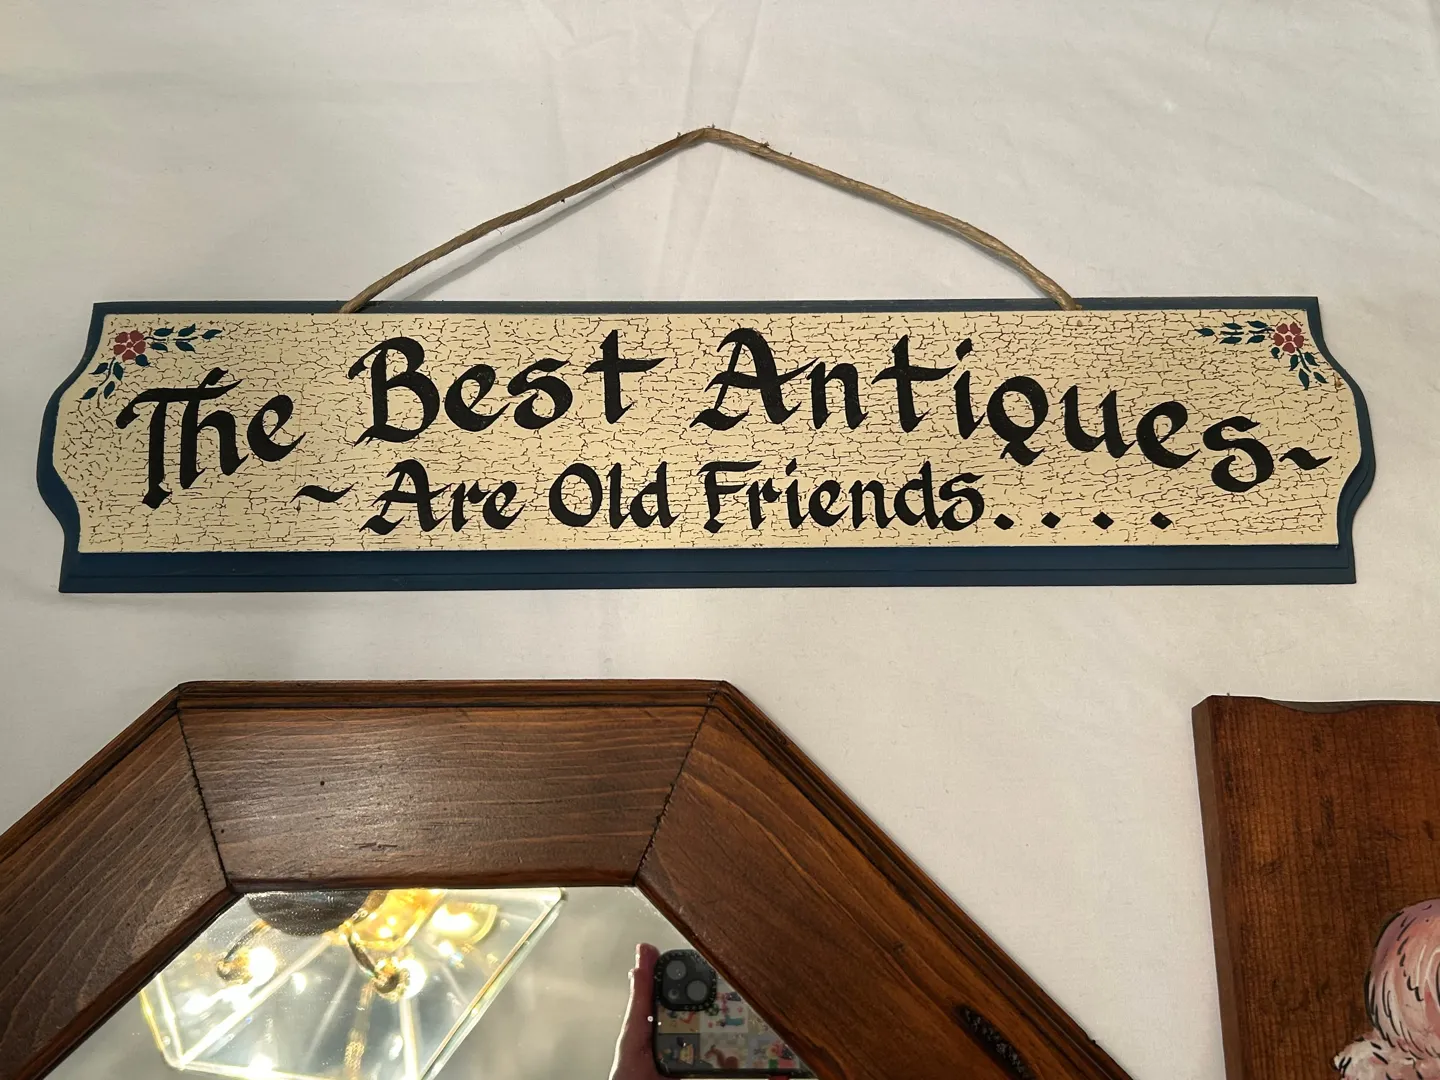 The Best Antiques~
~Are Old Friends....